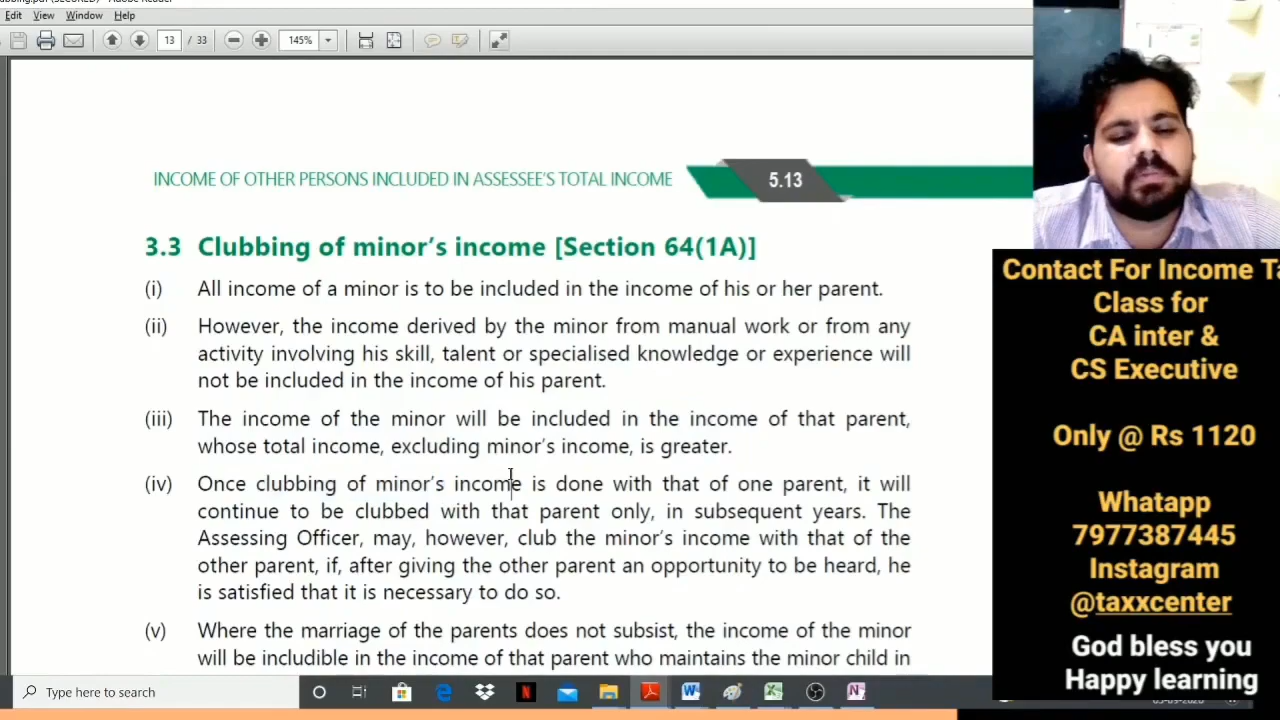 Edit View Window Help
13 / 33
145%
INCOME OF OTHER PERSONS INCLUDED IN ASSESSEE'S TOTAL INCOME
5.13
3.3 Clubbing of minor's income [Section 64(1A)]
(i) All income of a minor is to be included in the income of his or her parent.
(ii) However, the income derived by the minor from manual work or from any
activity involving his skill, talent or specialised knowledge or experience will
not be included in the income of his parent.
(iii) The income of the minor will be included in the income of that parent,
whose total income, excluding minor's income, is greater.
(iv) Once clubbing of minor's income is done with that of one parent, it will
continue to be clubbed with that parent only, in subsequent years. The
Assessing Officer, may, however, club the minor's income with that of the
other parent, if, after giving the other parent an opportunity to be heard, he
is satisfied that it is necessary to do so.
(v) Where the marriage of the parents does not subsist, the income of the minor
will be includible in the income of that parent who maintains the minor child in
Contact For Income T
Class for
CA inter &
CS Executive
Only @ Rs 1120
Whatapp
7977387445
Instagram
@taxxcenter
God bless you
Happy learning
Type here to search